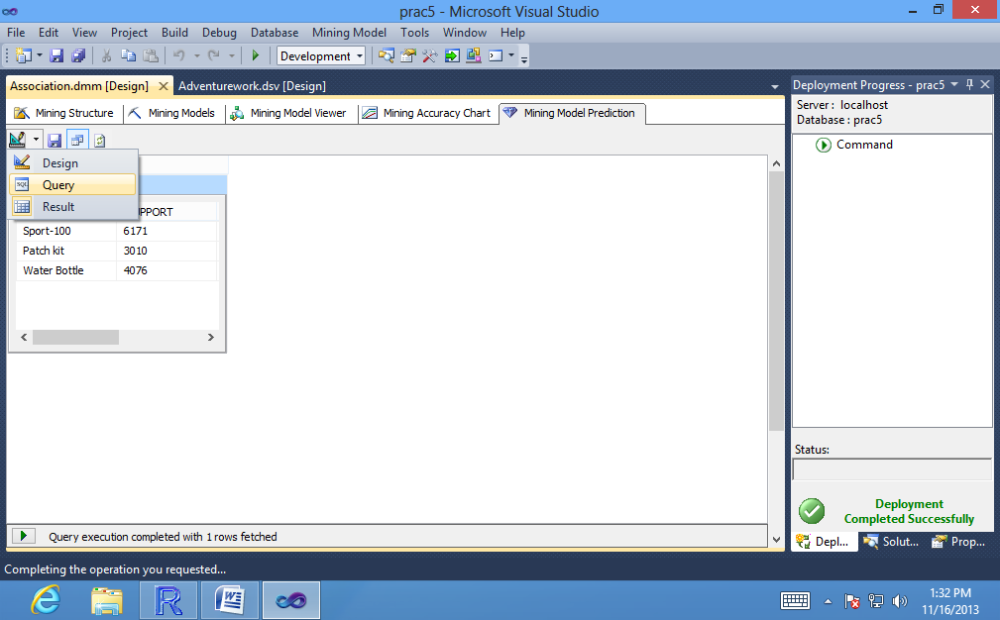 prac5 - Microsoft Visual Studio
File Edit View Project Build Debug Database Mining Model Tools Window Help
Development
Association.dmm [Design] Adventurework.dsv [Design]
Mining Structure Mining Models Mining Model Viewer Mining Accuracy Chart Mining Model Prediction
Design
SQL Query
Result
PPORT
Sport-100 6171
Patch kit 3010
Water Bottle 4076
Query execution completed with 1 rows fetched
Deployment Progress - prac5
Server : localhost
Database : prac5
Command
Status:
Deployment
Completed Successfully
Depl... Solut... Prop...
Completing the operation you requested...
1:32 PM
11/16/2013